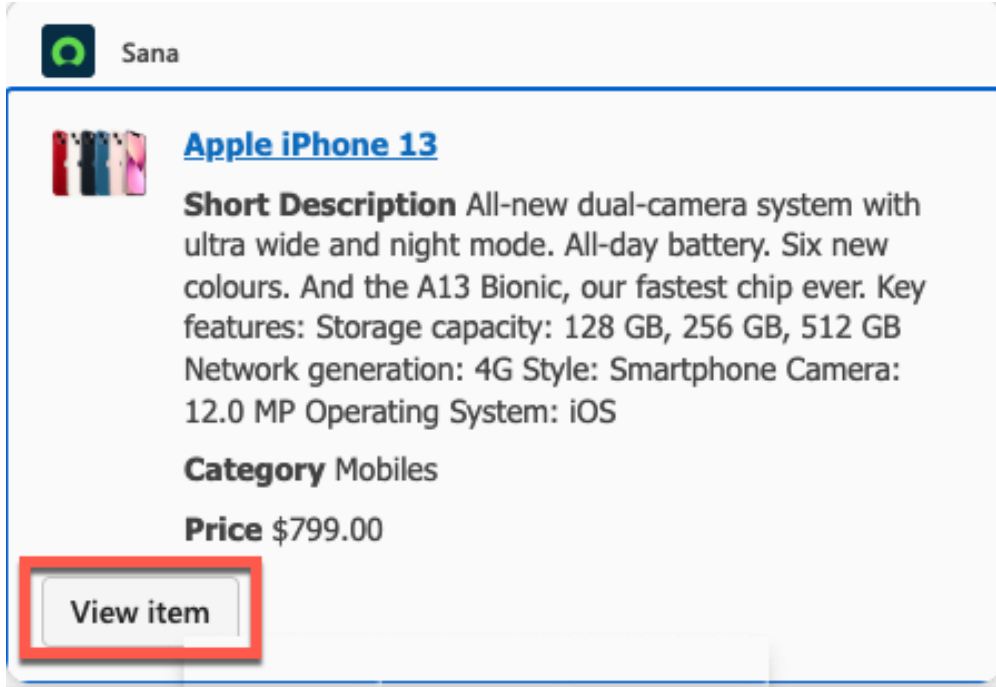 Sana
Apple iPhone 13
Short Description All-new dual-camera system with
ultra wide and night mode. All-day battery. Six new
colours. And the A13 Bionic, our fastest chip ever. Key
features: Storage capacity: 128 GB, 256 GB, 512 GB
Network generation: 4G Style: Smartphone Camera:
12.0 MP Operating System: iOS
Category Mobiles
Price $799.00
View item